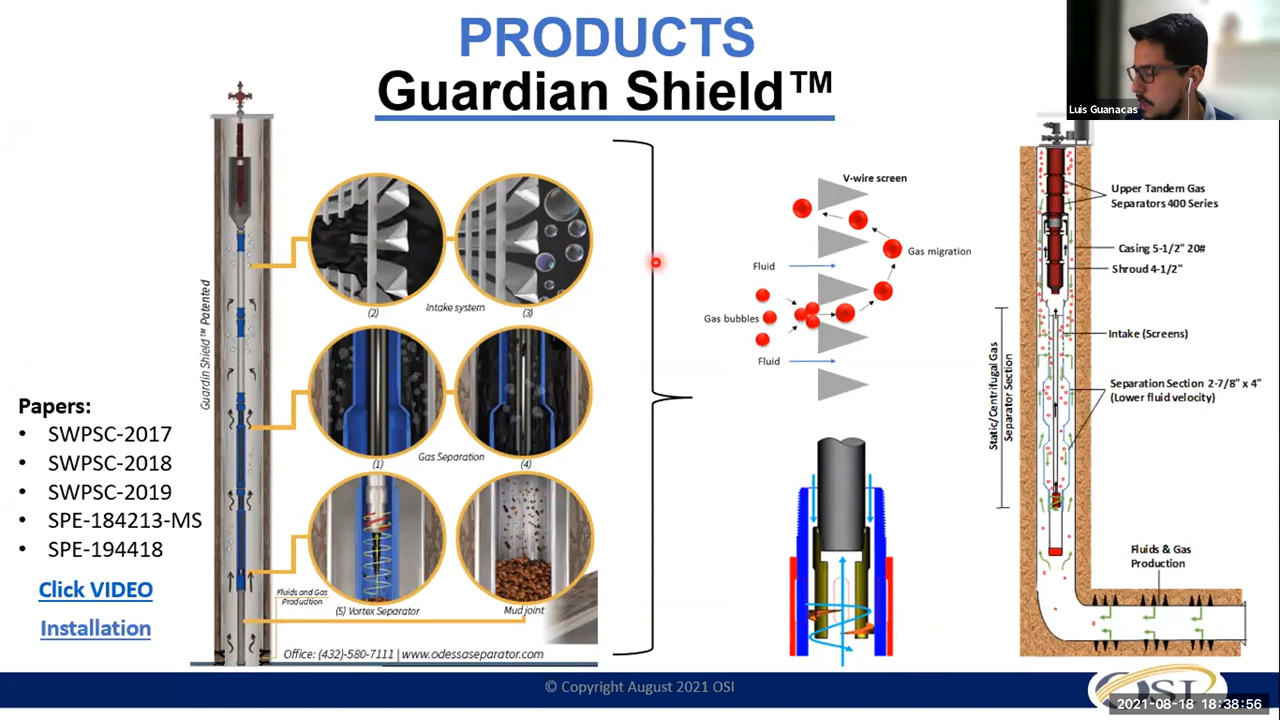 PRODUCTS
Guardian Shield™
Luis Guanacas
Guardin Shield™ Patented
(2)
Intake system
(3)
(1)
Gas Separation
(4)
Fluids and Gas
Production
(5) Vortex Separator
Mud joint
Office: (432)-580-7111 | www.odessaseparator.com
Papers:
• SWPSC-2017
• SWPSC-2018
• SWPSC-2019
• SPE-184213-MS
• SPE-194418
Click VIDEO
Installation
V-wire screen
Gas migration
Fluid
Gas bubbles
Fluid
Upper Tandem Gas
Separators 400 Series
Casing 5-1/2" 20#
Shroud 4-1/2"
Intake (Screens)
Separation Section 2-7/8" x 4"
(Lower fluid velocity)
Static/Centrifugal Gas
Separator Section
Fluids & Gas
Production
© Copyright August 2021 OSI
OSI
2021-08-18 18:38:56